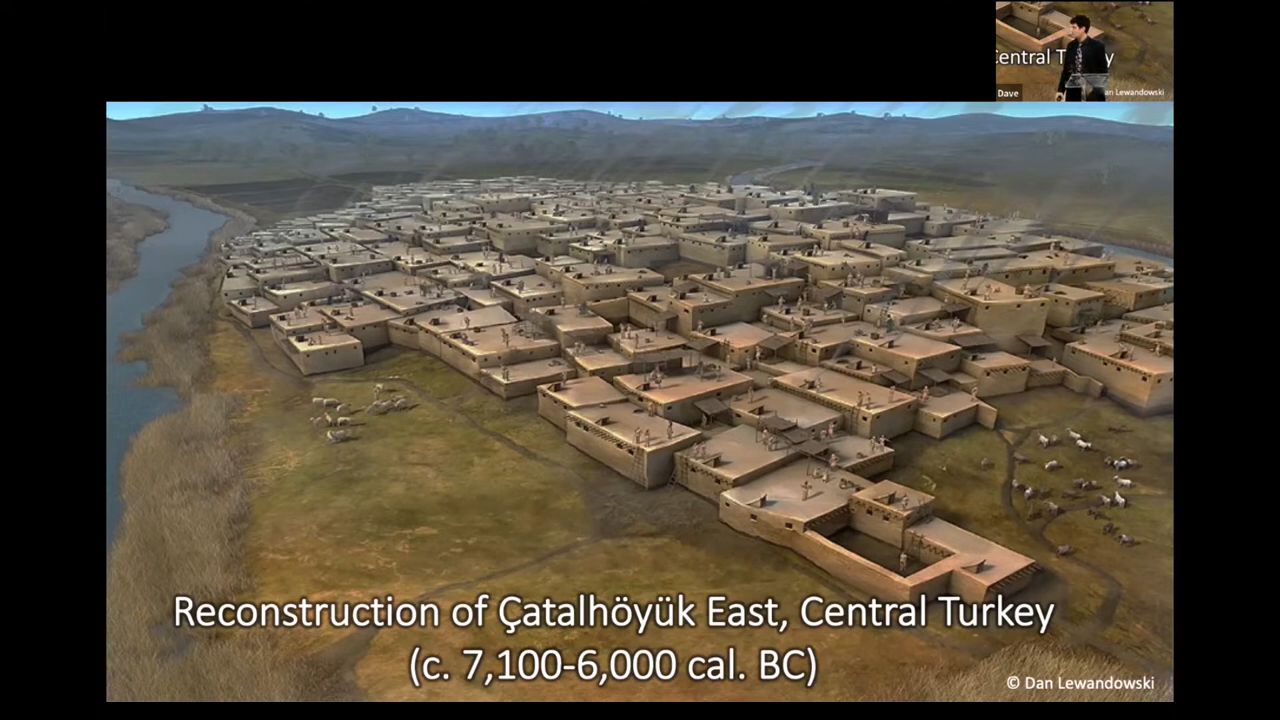 Central T y
Dave
an Lewandowski
Reconstruction of Çatalhöyük East, Central Turkey
(c. 7,100-6,000 cal. BC)
© Dan Lewandowski